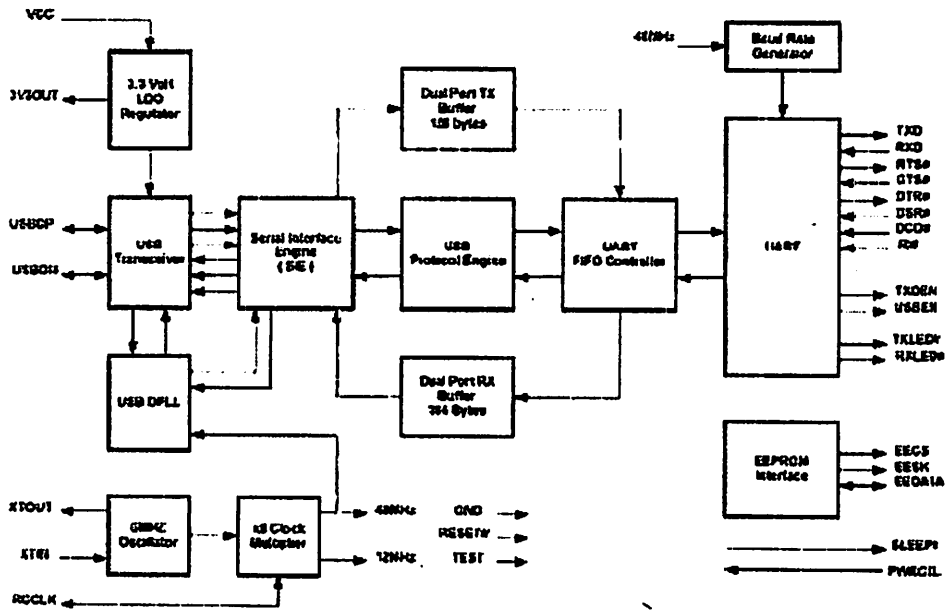 VCC
48MHz
Baud Rate
Generator
3.3 Volt
LDO
Regulator
3V3OUT
Dual Port TX
Buffer
128 bytes
TXD
RXD
RTS#
CTS#
DTR#
DSR#
DCD#
RI#
USBDP
USBDM
USB
Transceiver
Serial Interface
Engine
( SIE )
USB
Protocol Engine
UART
FIFO Controller
UART
TXDEN
USBEN
TXLED#
RXLED#
USB DPLL
Dual Port RX
Buffer
384 Bytes
EEPROM
Interface
EECS
EESK
EEDATA
XTOUT
XTIN
6MHZ
Oscillator
x8 Clock
Multiplier
48MHz
12MHz
GND
RESET#
TEST
SLEEP#
PWRCTL
RCCLK